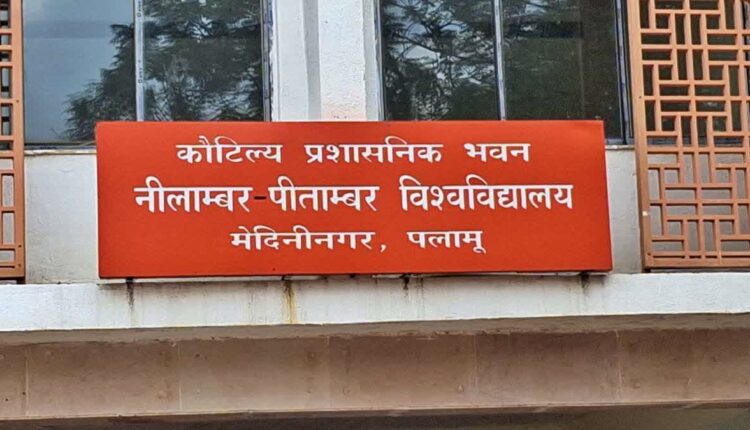 कौटिल्य प्रशासनिक भवन
नीलाम्बर-पीताम्बर विश्वविद्यालय
मेदिनीनगर, पलामू